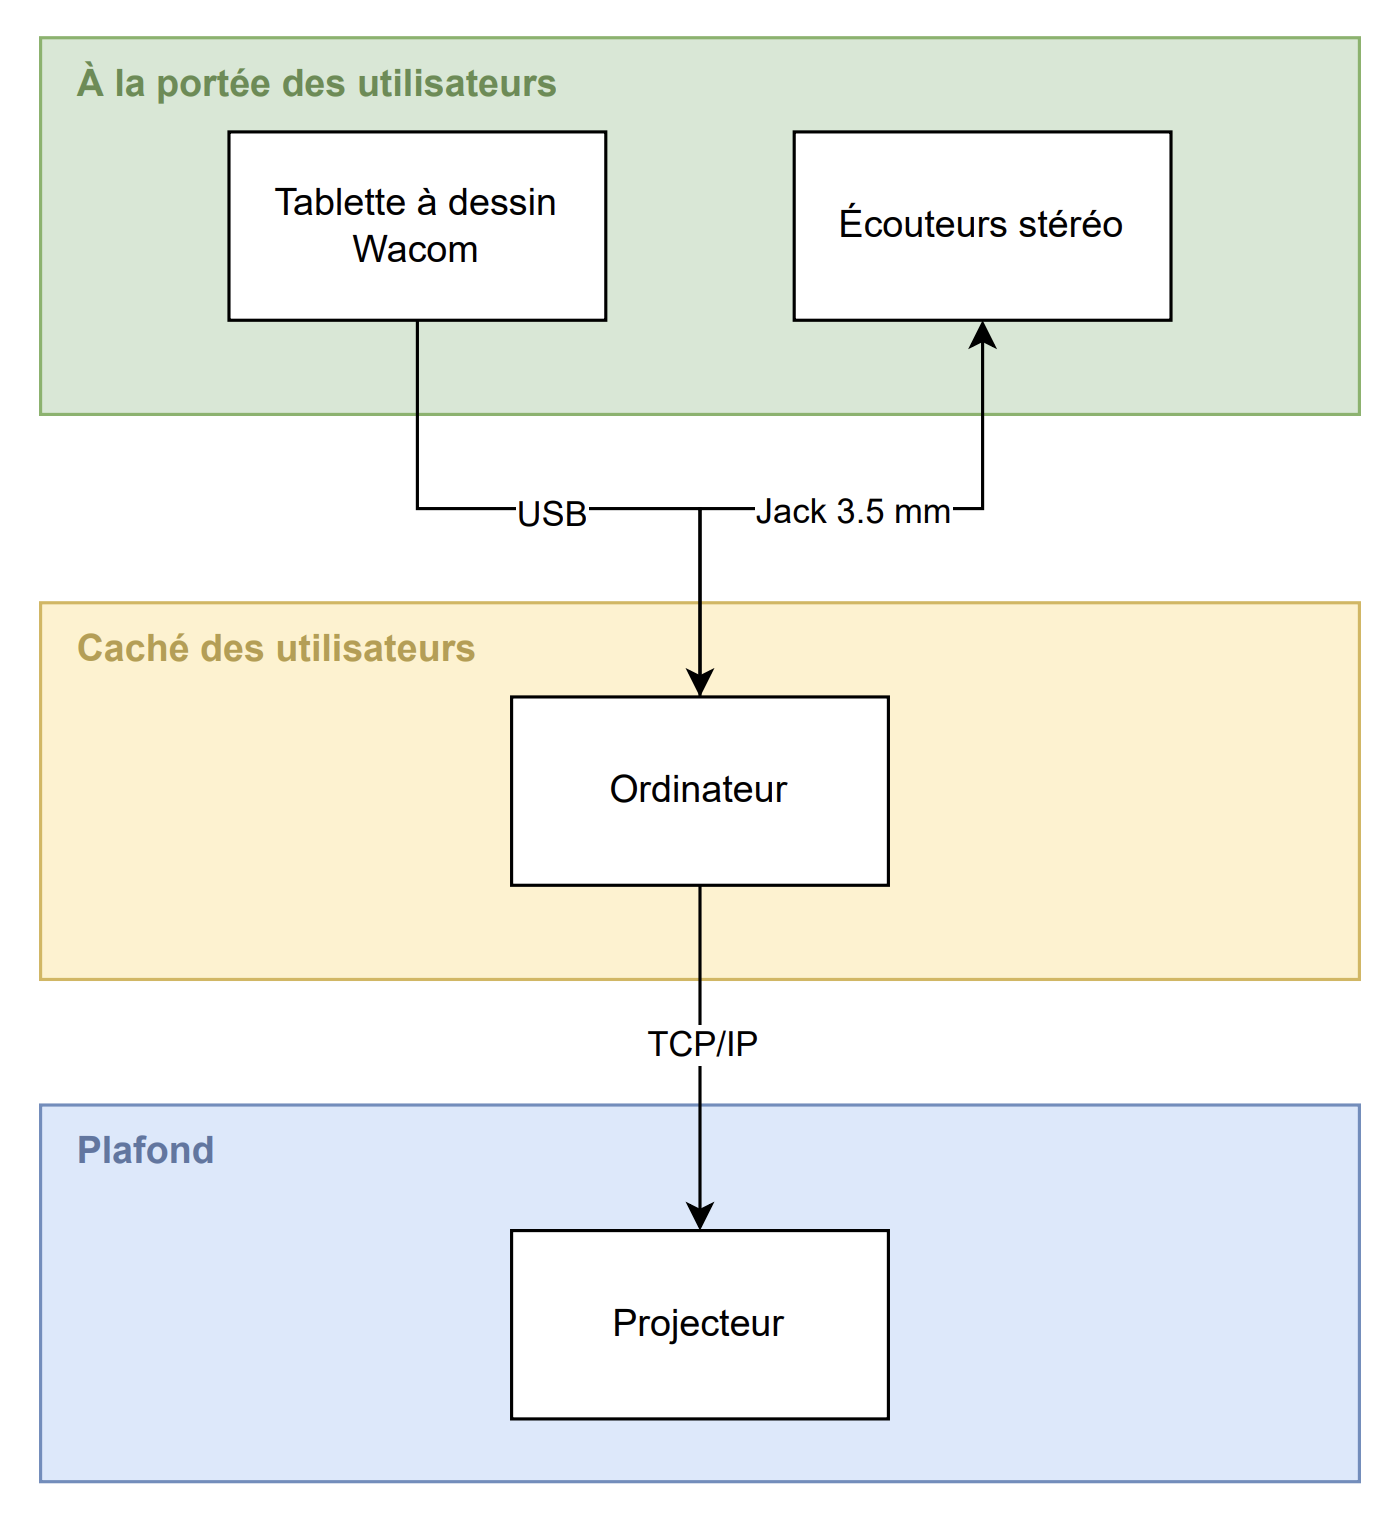 À la portée des utilisateurs
Tablette à dessin
Wacom
Écouteurs stéréo
USB
Jack 3.5 mm
Caché des utilisateurs
Ordinateur
TCP/IP
Plafond
Projecteur